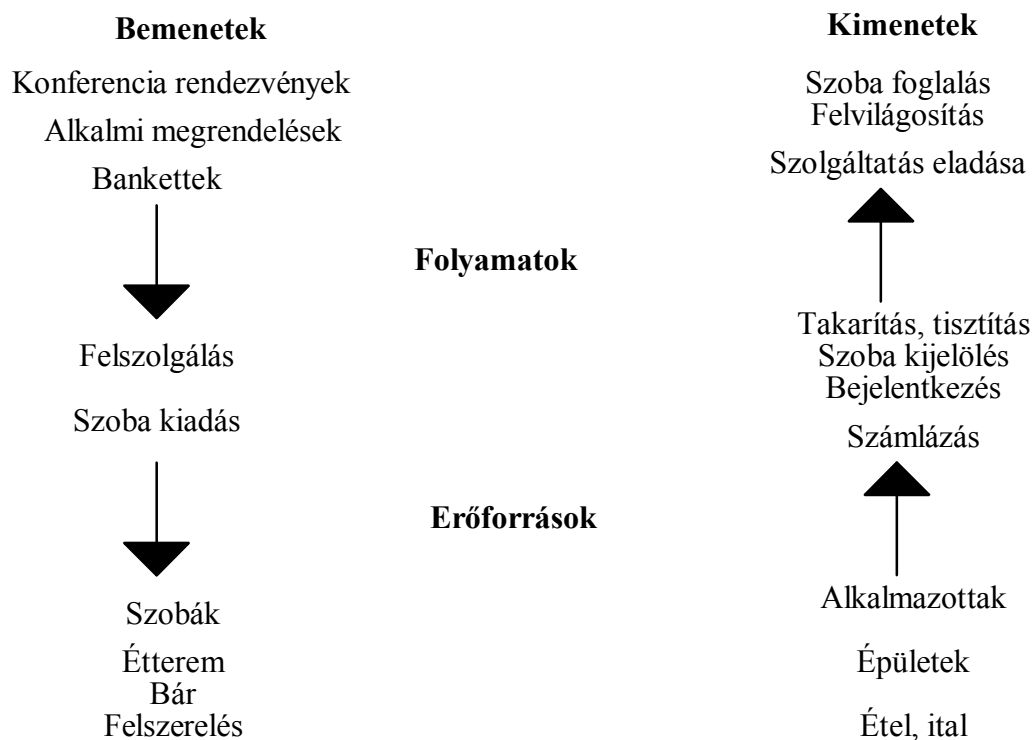 Bemenetek
Konferencia rendezvények
Alkalmi megrendelések
Bankettek
Felszolgálás
Szoba kiadás
Szobák
Étterem
Bár
Felszerelés
Folyamatok
Erőforrások
Kimenetek
Szoba foglalás
Felvilágosítás
Szolgáltatás eladása
Takarítás, tisztítás
Szoba kijelölés
Bejelentkezés
Számlázás
Alkalmazottak
Épületek
Étel, ital